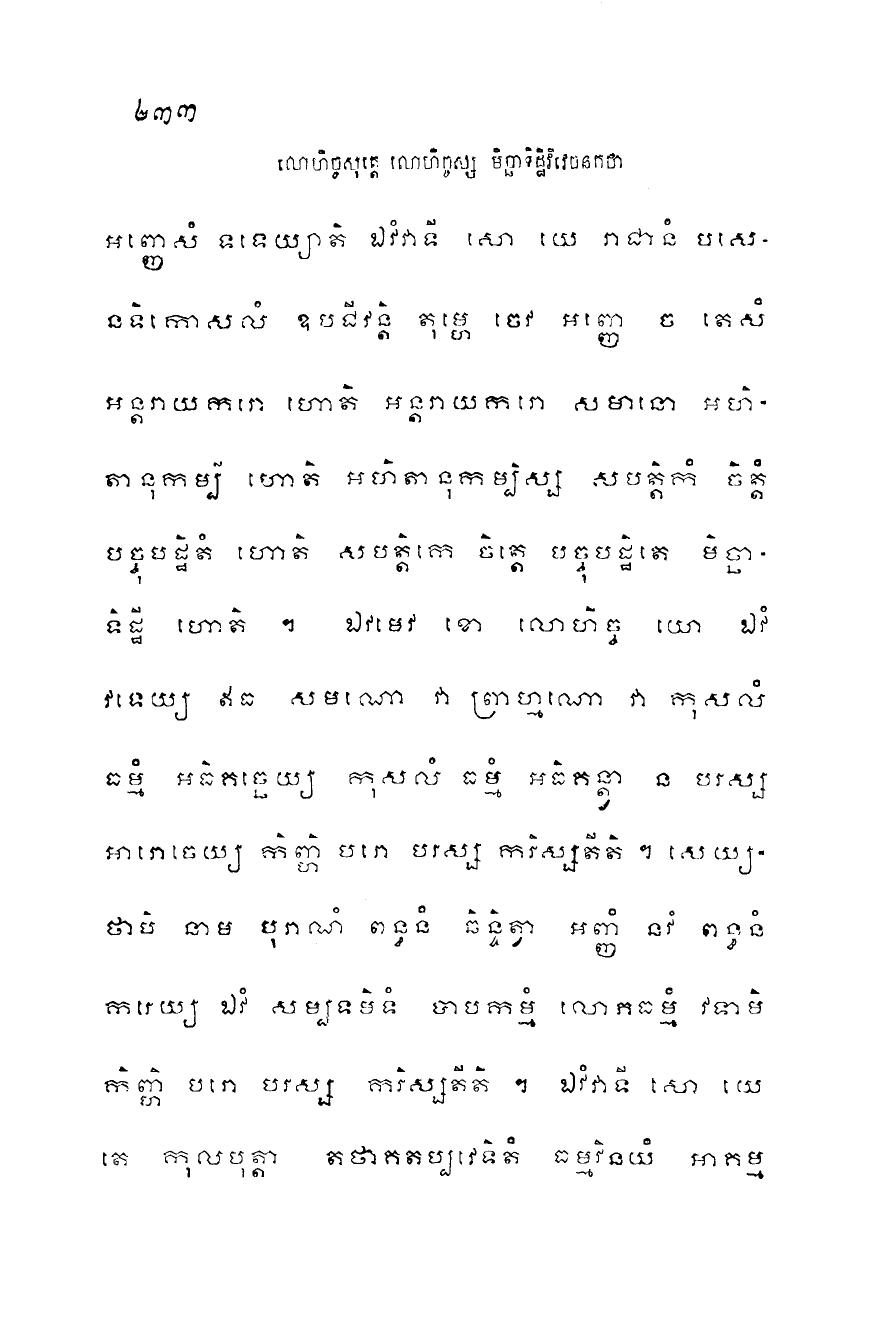 ២៣៣
លោហិច្ចសុត្តេ លោហិច្ចស្ស មិច្ឆាទិដ្ឋិវិវេចនកថា
អញ្ញេសំ ទទេយ្យាតិ ឯវំវាទី សោ យេ រាជានំ បសេ-
នទិកោសលំ ឧបជីវន្តិ តុម្ហេ ចេវ អញ្ញេ ច តេសំ
អន្តរាយករោ ហោតិ អន្តរាយករោ សមានោ អហិ-
តានុកម្បី ហោតិ អហិតានុកម្បិស្ស សបត្តិកំ ចិត្តំ
បច្ចុបដ្ឋិតំ ហោតិ សបត្តិកេ ចិត្តេ បច្ចុបដ្ឋិតេ មិច្ឆា-
ទិដ្ឋី ហោតិ ។ ឯវមេវ ខោ លោហិច្ច យោ ឯវំ
វទេយ្យ ឥធ សមណោ វា ព្រាហ្មណោ វា កុសលំ
ធម្មំ អធិគច្ឆេយ្យ កុសលំ ធម្មំ អធិគន្ត្វា ន បរស្ស
អារោចេយ្យ កិញ្ហិ បរោ បរស្ស ករិស្សតីតិ ។ សេយ្យ-
ថាបិ នាម បុរាណំ ពន្ធនំ ឆិន្ទិត្វា អញ្ញំ នវំ ពន្ធនំ
ករេយ្យ ឯវំ សម្បទមិទំ បាបកម្មំ លោភធម្មំ វទាមិ
កិញ្ហិ បរោ បរស្ស ករិស្សតីតិ ។ ឯវំវាទី សោ យេ
តេ កុលបុត្តា តថាគតប្បវេទិតំ ធម្មវិនយំ អាគម្ម